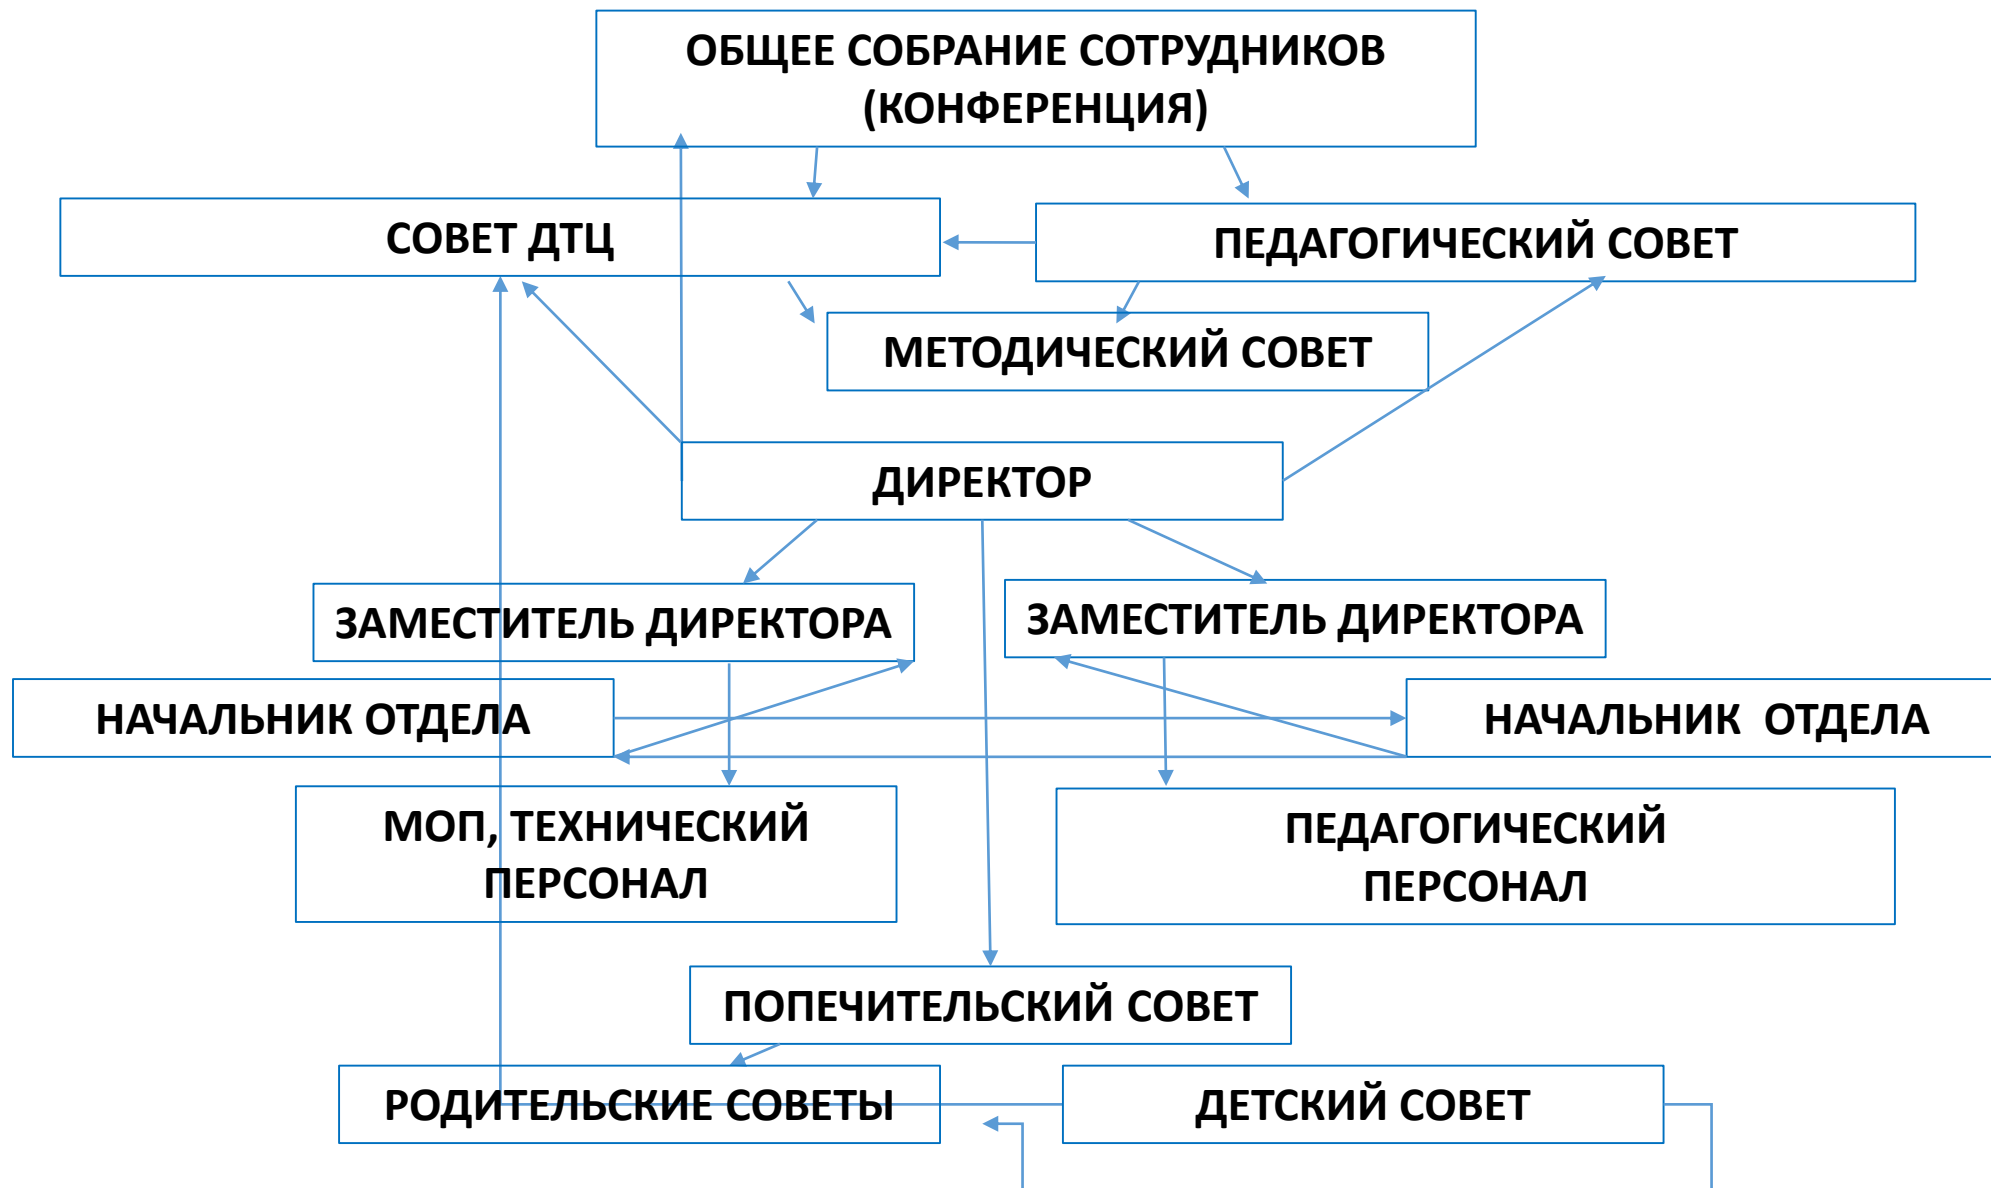 ОБЩЕЕ СОБРАНИЕ СОТРУДНИКОВ
(КОНФЕРЕНЦИЯ)
СОВЕТ ДТЦ
ПЕДАГОГИЧЕСКИЙ СОВЕТ
МЕТОДИЧЕСКИЙ СОВЕТ
ДИРЕКТОР
ЗАМЕСТИТЕЛЬ ДИРЕКТОРА
ЗАМЕСТИТЕЛЬ ДИРЕКТОРА
НАЧАЛЬНИК ОТДЕЛА
НАЧАЛЬНИК ОТДЕЛА
МОП, ТЕХНИЧЕСКИЙ
ПЕРСОНАЛ
ПЕДАГОГИЧЕСКИЙ
ПЕРСОНАЛ
ПОПЕЧИТЕЛЬСКИЙ СОВЕТ
РОДИТЕЛЬСКИЕ СОВЕТЫ
ДЕТСКИЙ СОВЕТ